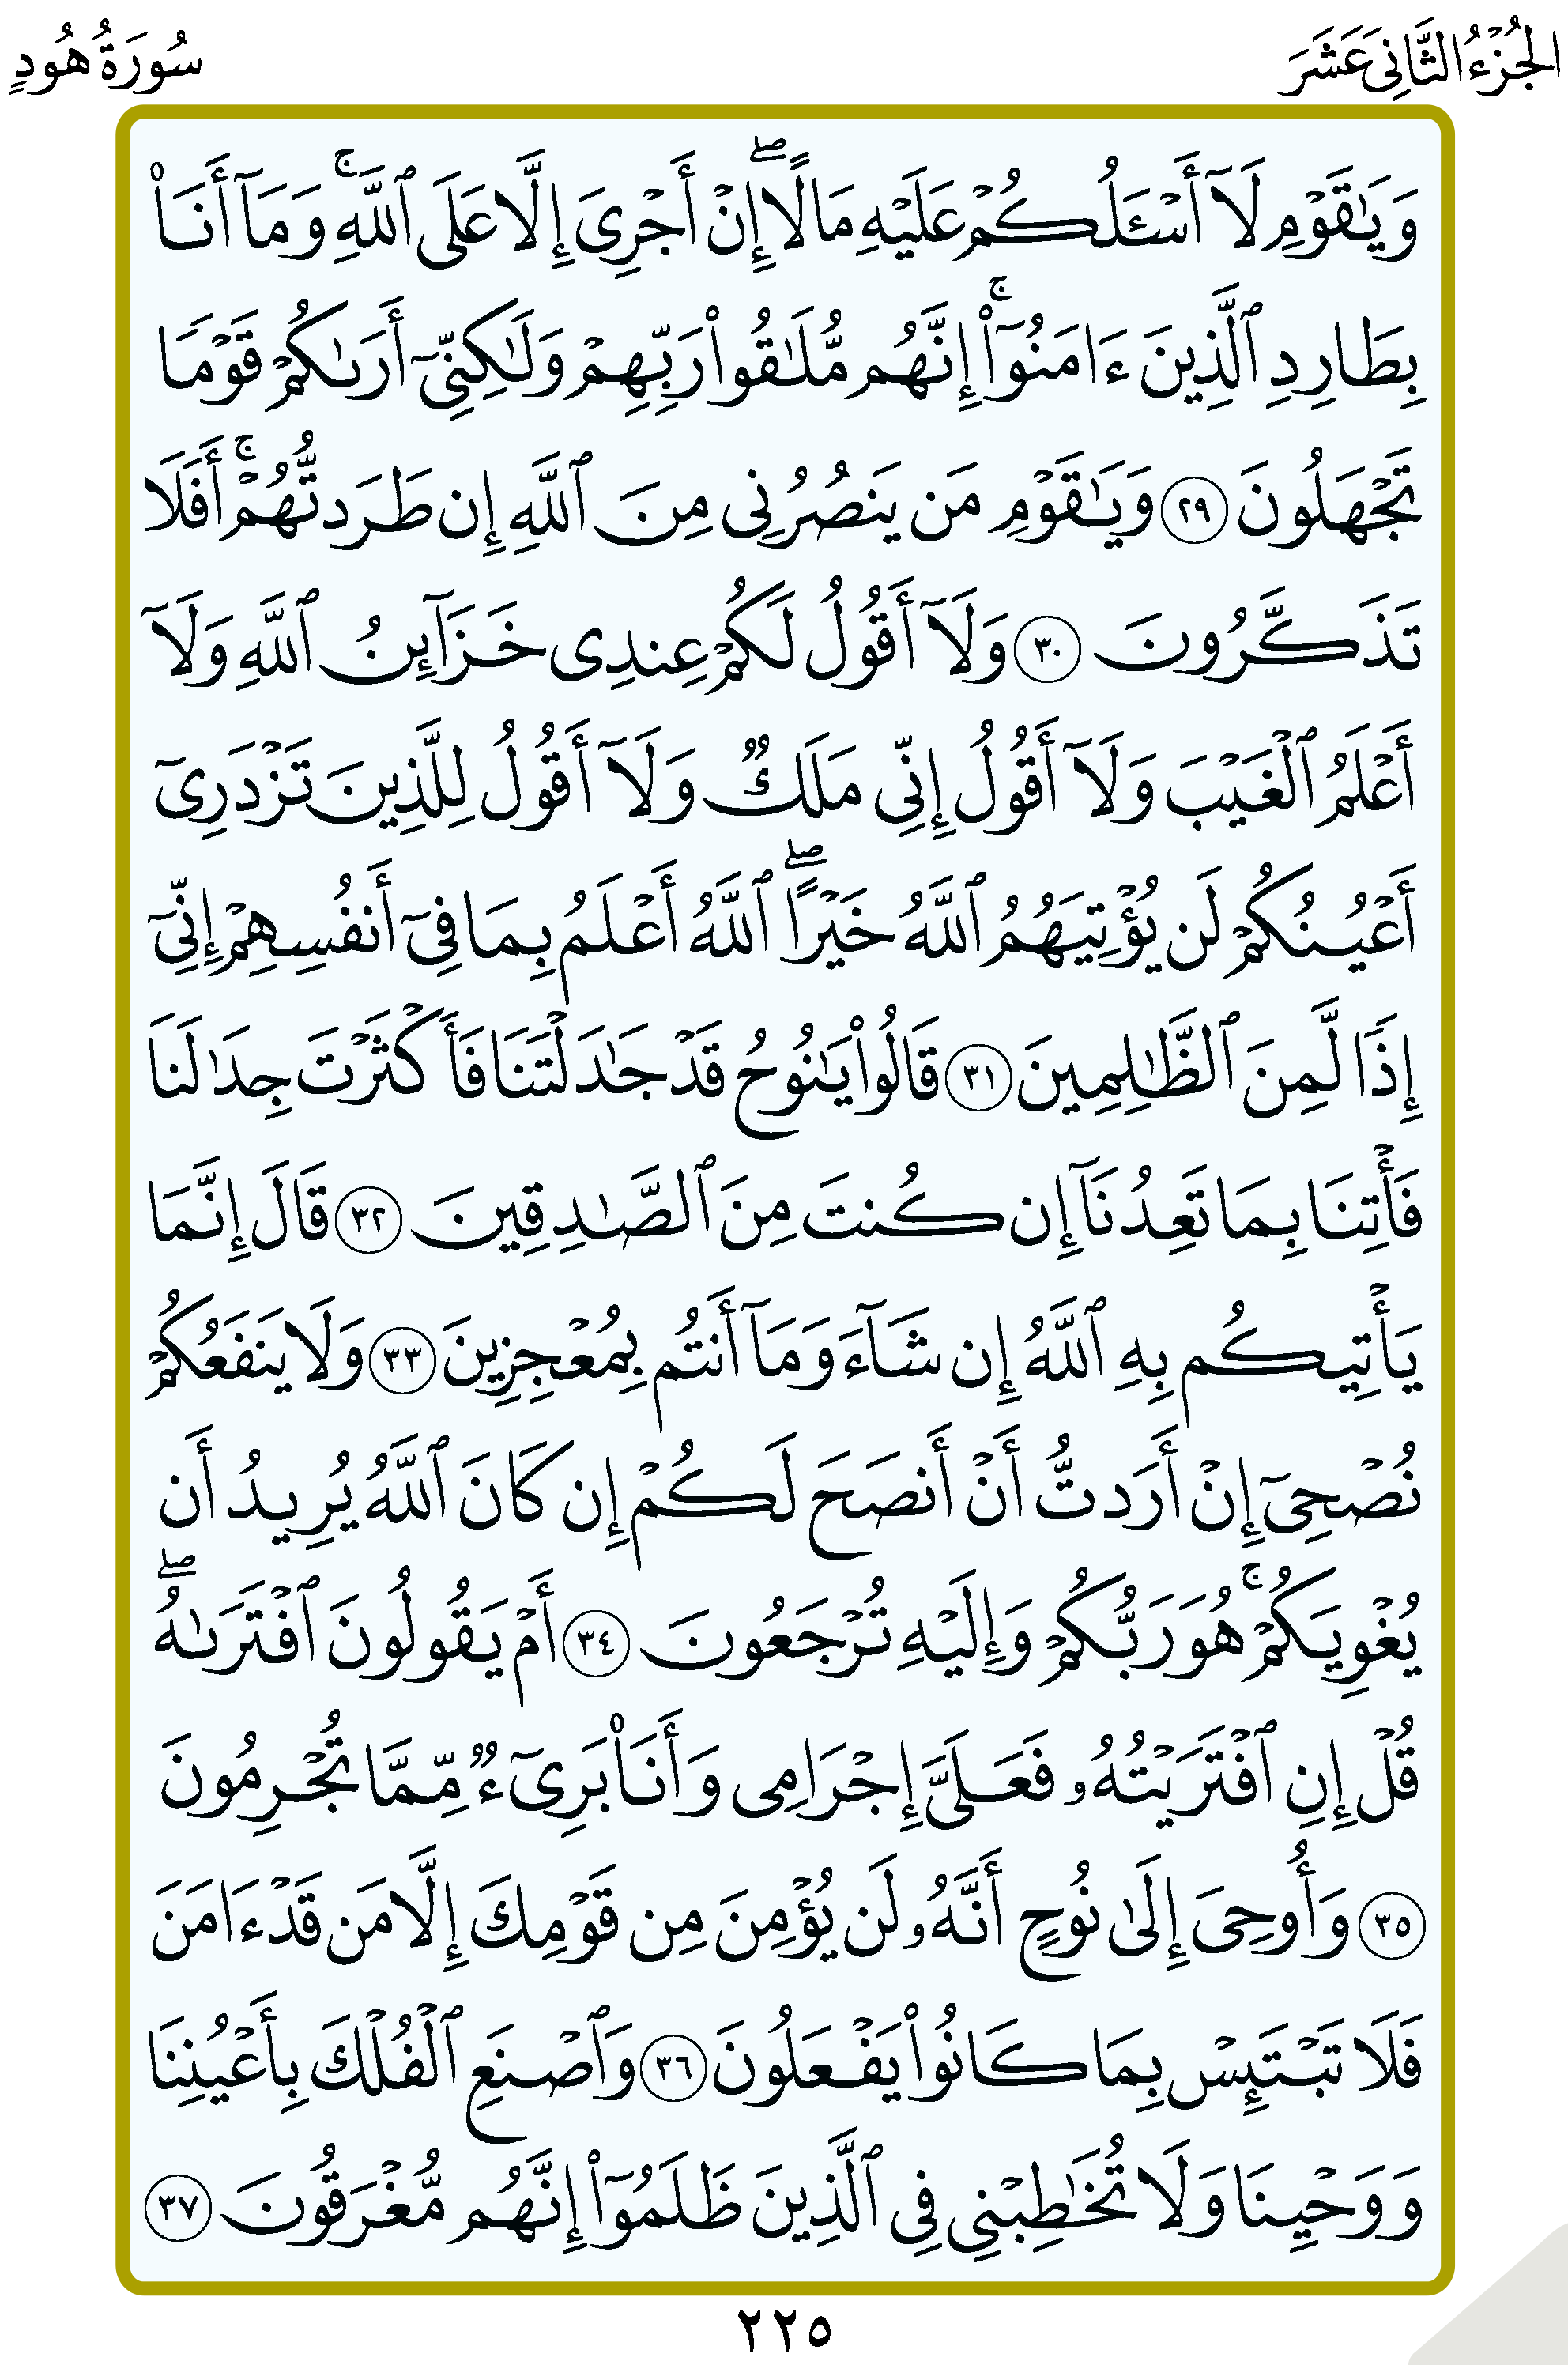 الجُزْءُ الثَّانِيَ عَشَرَ
سُورَةُ هُودٍ
وَيَٰقَوْمِ لَآ أَسْـَٔلُكُمْ عَلَيْهِ مَالًاۖ إِنْ أَجْرِىَ إِلَّا عَلَى ٱللَّهِۚ وَمَآ أَنَا۠
بِطَارِدِ ٱلَّذِينَ ءَامَنُوٓا۟ۚ إِنَّهُم مُّلَٰقُوا۟ رَبِّهِمْ وَلَٰكِنِّىٓ أَرَىٰكُمْ قَوْمًا
تَجْهَلُونَ ٢٩ وَيَٰقَوْمِ مَن يَنصُرُنِى مِنَ ٱللَّهِ إِن طَرَدتُّهُمْۚ أَفَلَا
تَذَكَّرُونَ ٣٠ وَلَآ أَقُولُ لَكُمْ عِندِى خَزَآئِنُ ٱللَّهِ وَلَآ
أَعْلَمُ ٱلْغَيْبَ وَلَآ أَقُولُ إِنِّى مَلَكٌ وَلَآ أَقُولُ لِلَّذِينَ تَزْدَرِىٓ
أَعْيُنُكُمْ لَن يُؤْتِيَهُمُ ٱللَّهُ خَيْرًاۖ ٱللَّهُ أَعْلَمُ بِمَا فِىٓ أَنفُسِهِمْ إِنِّىٓ
إِذًا لَّمِنَ ٱلظَّٰلِمِينَ ٣١ قَالُوا۟ يَٰنُوحُ قَدْ جَٰدَلْتَنَا فَأَكْثَرْتَ جِدَٰلَنَا
فَأْتِنَا بِمَا تَعِدُنَآ إِن كُنتَ مِنَ ٱلصَّٰدِقِينَ ٣٢ قَالَ إِنَّمَا
يَأْتِيكُم بِهِ ٱللَّهُ إِن شَآءَ وَمَآ أَنتُم بِمُعْجِزِينَ ٣٣ وَلَا يَنفَعُكُمْ
نُصْحِىٓ إِنْ أَرَدتُّ أَنْ أَنصَحَ لَكُمْ إِن كَانَ ٱللَّهُ يُرِيدُ أَن
يُغْوِيَكُمْۚ هُوَ رَبُّكُمْ وَإِلَيْهِ تُرْجَعُونَ ٣٤ أَمْ يَقُولُونَ ٱفْتَرَىٰهُۖ
قُلْ إِنِ ٱفْتَرَيْتُهُۥ فَعَلَىَّ إِجْرَامِى وَأَنَا۠ بَرِىٓءٌ مِّمَّا تُجْرِمُونَ
٣٥ وَأُوحِىَ إِلَىٰ نُوحٍ أَنَّهُۥ لَن يُؤْمِنَ مِن قَوْمِكَ إِلَّا مَن قَدْ ءَامَنَ
فَلَا تَبْتَئِسْ بِمَا كَانُوا۟ يَفْعَلُونَ ٣٦ وَٱصْنَعِ ٱلْفُلْكَ بِأَعْيُنِنَا
وَوَحْيِنَا وَلَا تُخَٰطِبْنِى فِى ٱلَّذِينَ ظَلَمُوٓا۟ إِنَّهُم مُّغْرَقُونَ ٣٧
٢٢٥